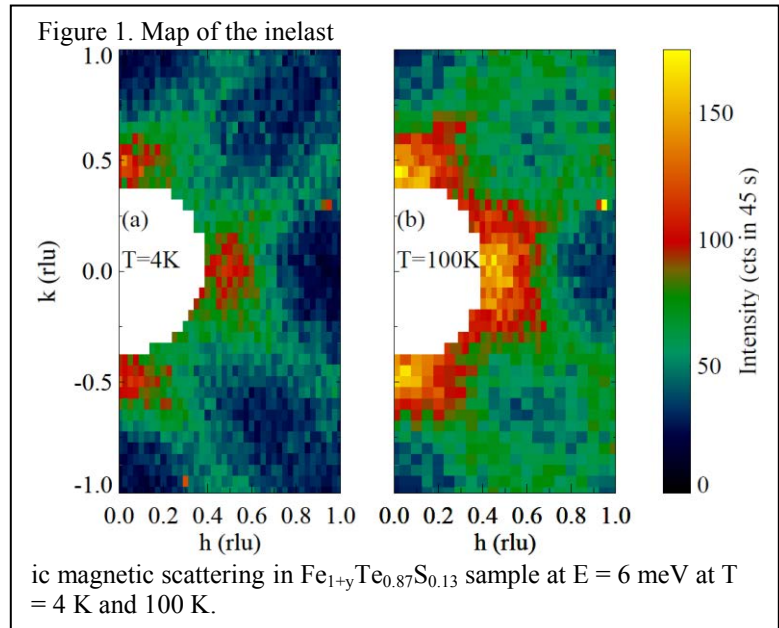 Figure 1. Map of the inelast
1.0
0.5
0.0
-0.5
-1.0
k (rlu)
(a)
T=4K
(b)
T=100K
0.0 0.2 0.4 0.6 0.8 1.0
h (rlu)
0.0 0.2 0.4 0.6 0.8 1.0
h (rlu)
150
100
50
0
Intensity (cts in 45 s)
ic magnetic scattering in Fe1+yTe0.87S0.13 sample at E = 6 meV at T
= 4 K and 100 K.